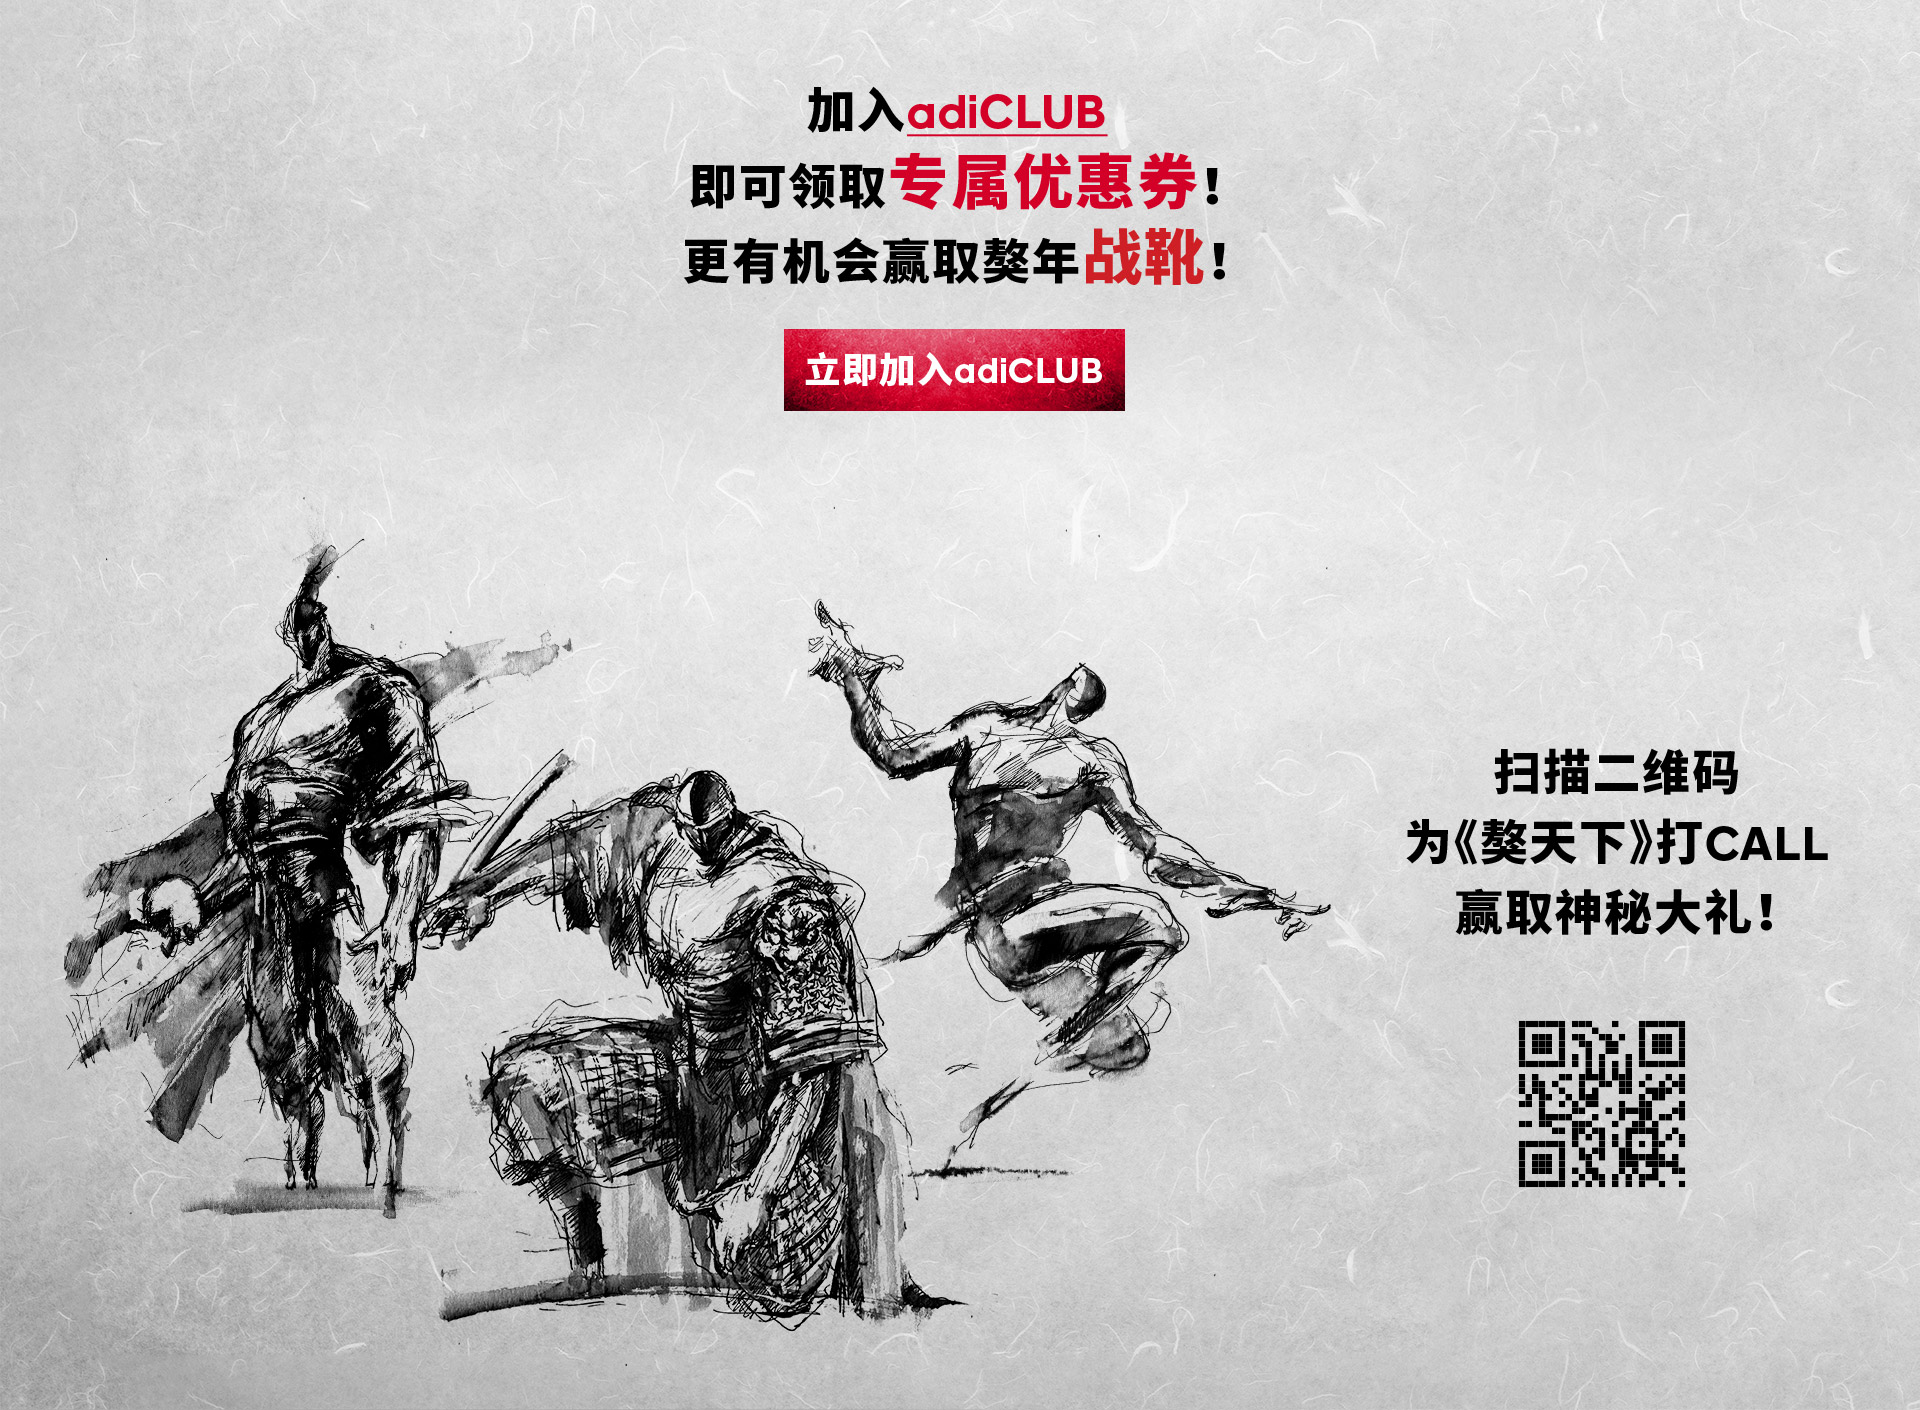 加入adiCLUB
即可领取专属优惠券！
更有机会赢取獒年战靴！
立即加入adiCLUB
扫描二维码
为《獒天下》打CALL
赢取神秘大礼！